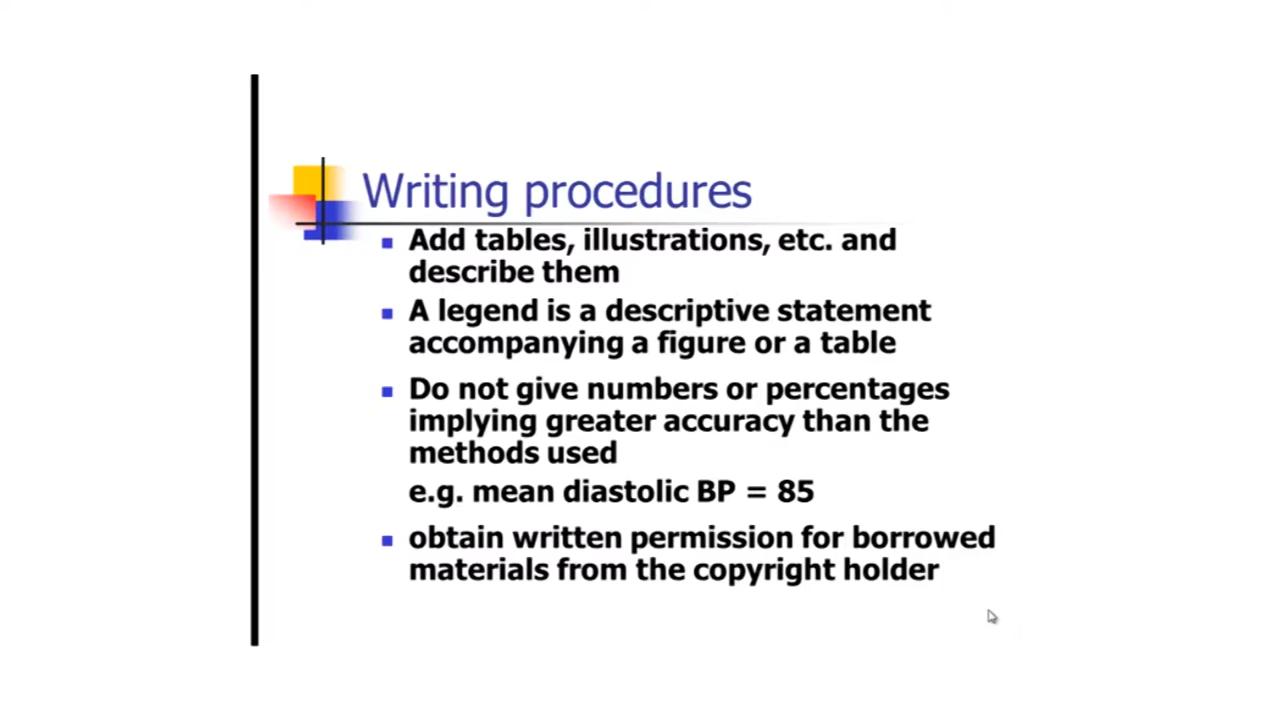 Writing procedures
Add tables, illustrations, etc. and
describe them
A legend is a descriptive statement
accompanying a figure or a table
Do not give numbers or percentages
implying greater accuracy than the
methods used
e.g. mean diastolic BP = 85
obtain written permission for borrowed
materials from the copyright holder